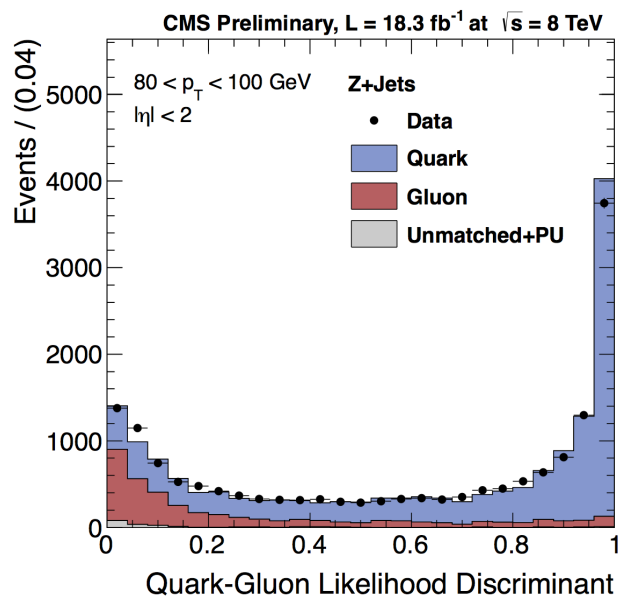 CMS Preliminary, L = 18.3 fb⁻¹ at √s = 8 TeV
80 < p_T < 100 GeV
|η| < 2
Z+Jets
Data
Quark
Gluon
Unmatched+PU
Events / (0.04)
5000
4000
3000
2000
1000
0
0 0.2 0.4 0.6 0.8 1
Quark-Gluon Likelihood Discriminant